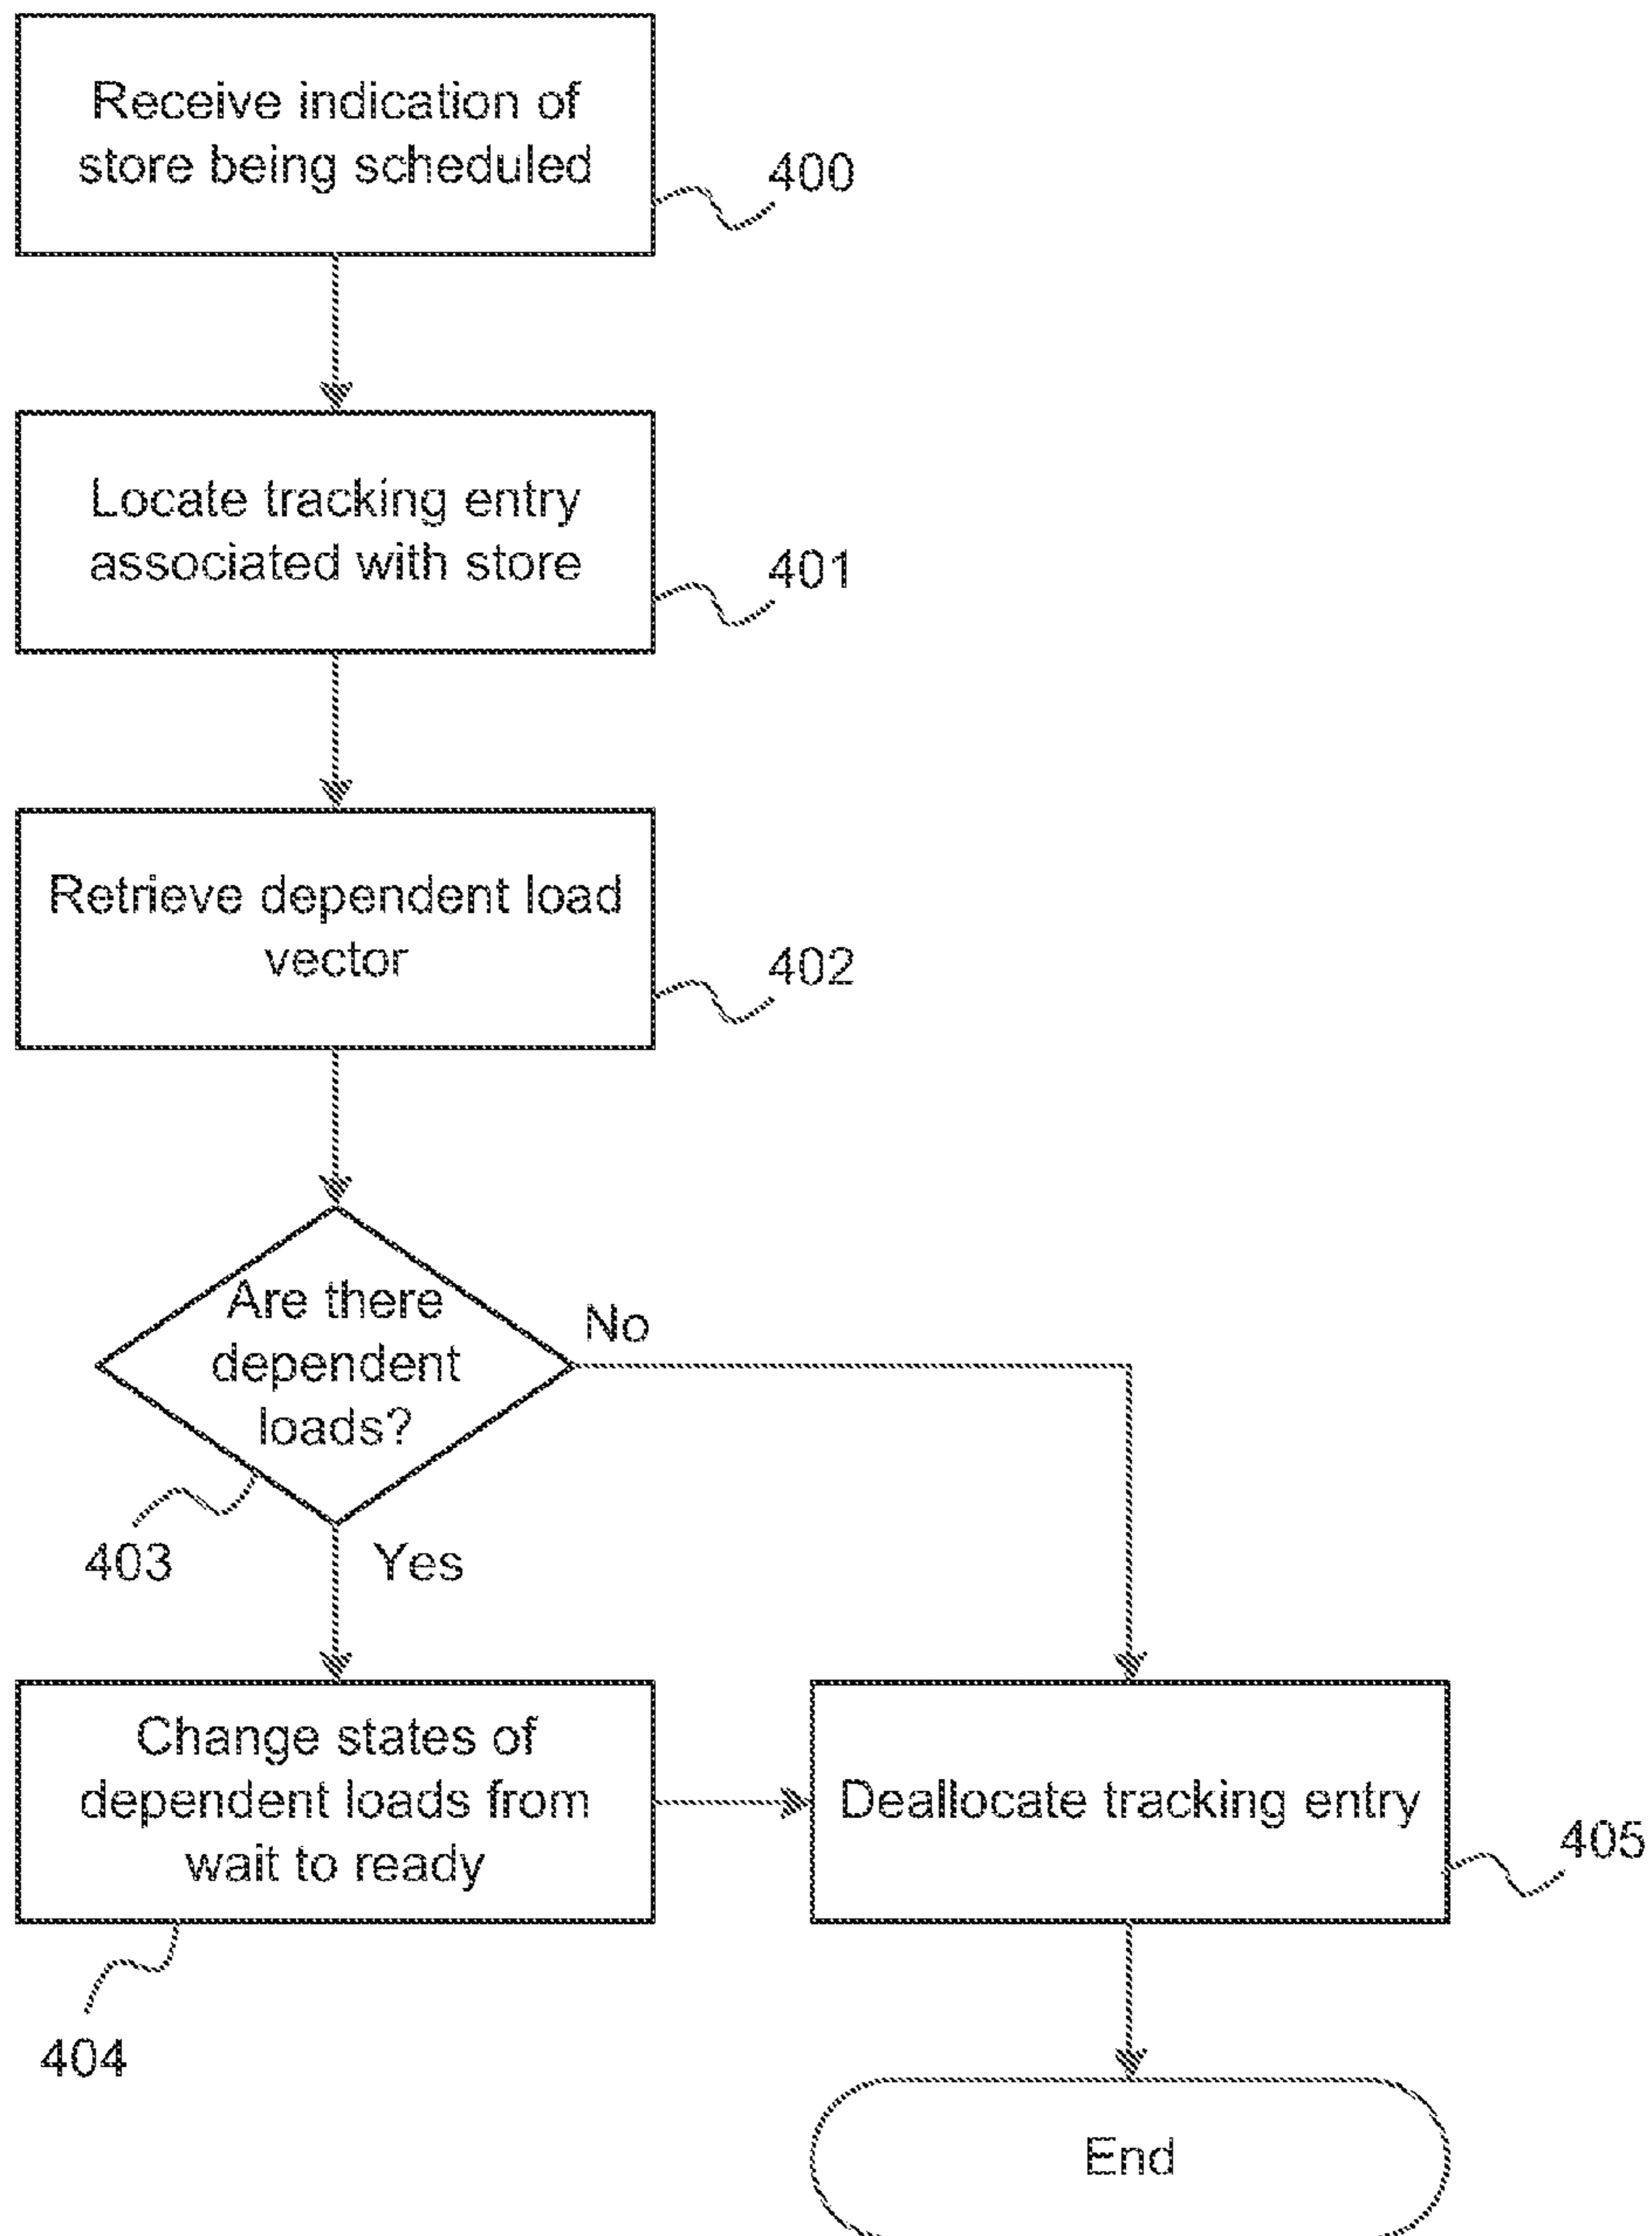 Receive indication of
store being scheduled
400
Locate tracking entry
associated with store
401
Retrieve dependent load
vector
402
Are there
dependent
loads?
No
403
Yes
Change states of
dependent loads from
wait to ready
404
Deallocate tracking entry
405
End